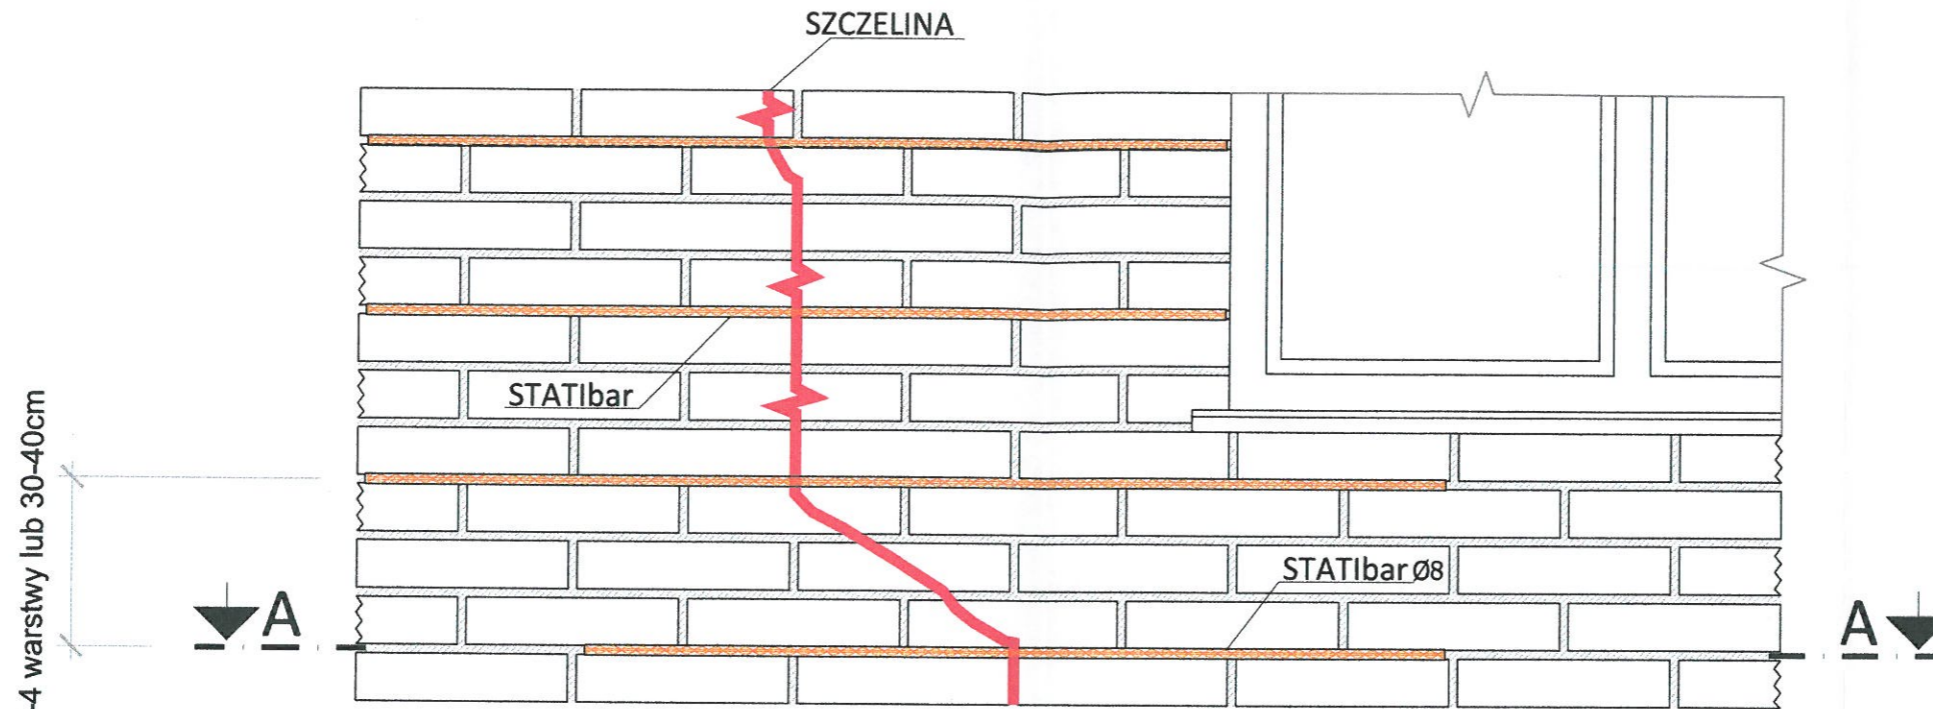 SZCZELINA
STATIbar
-4 warstwy lub 30-40cm
STATIbar Ø8
A
A